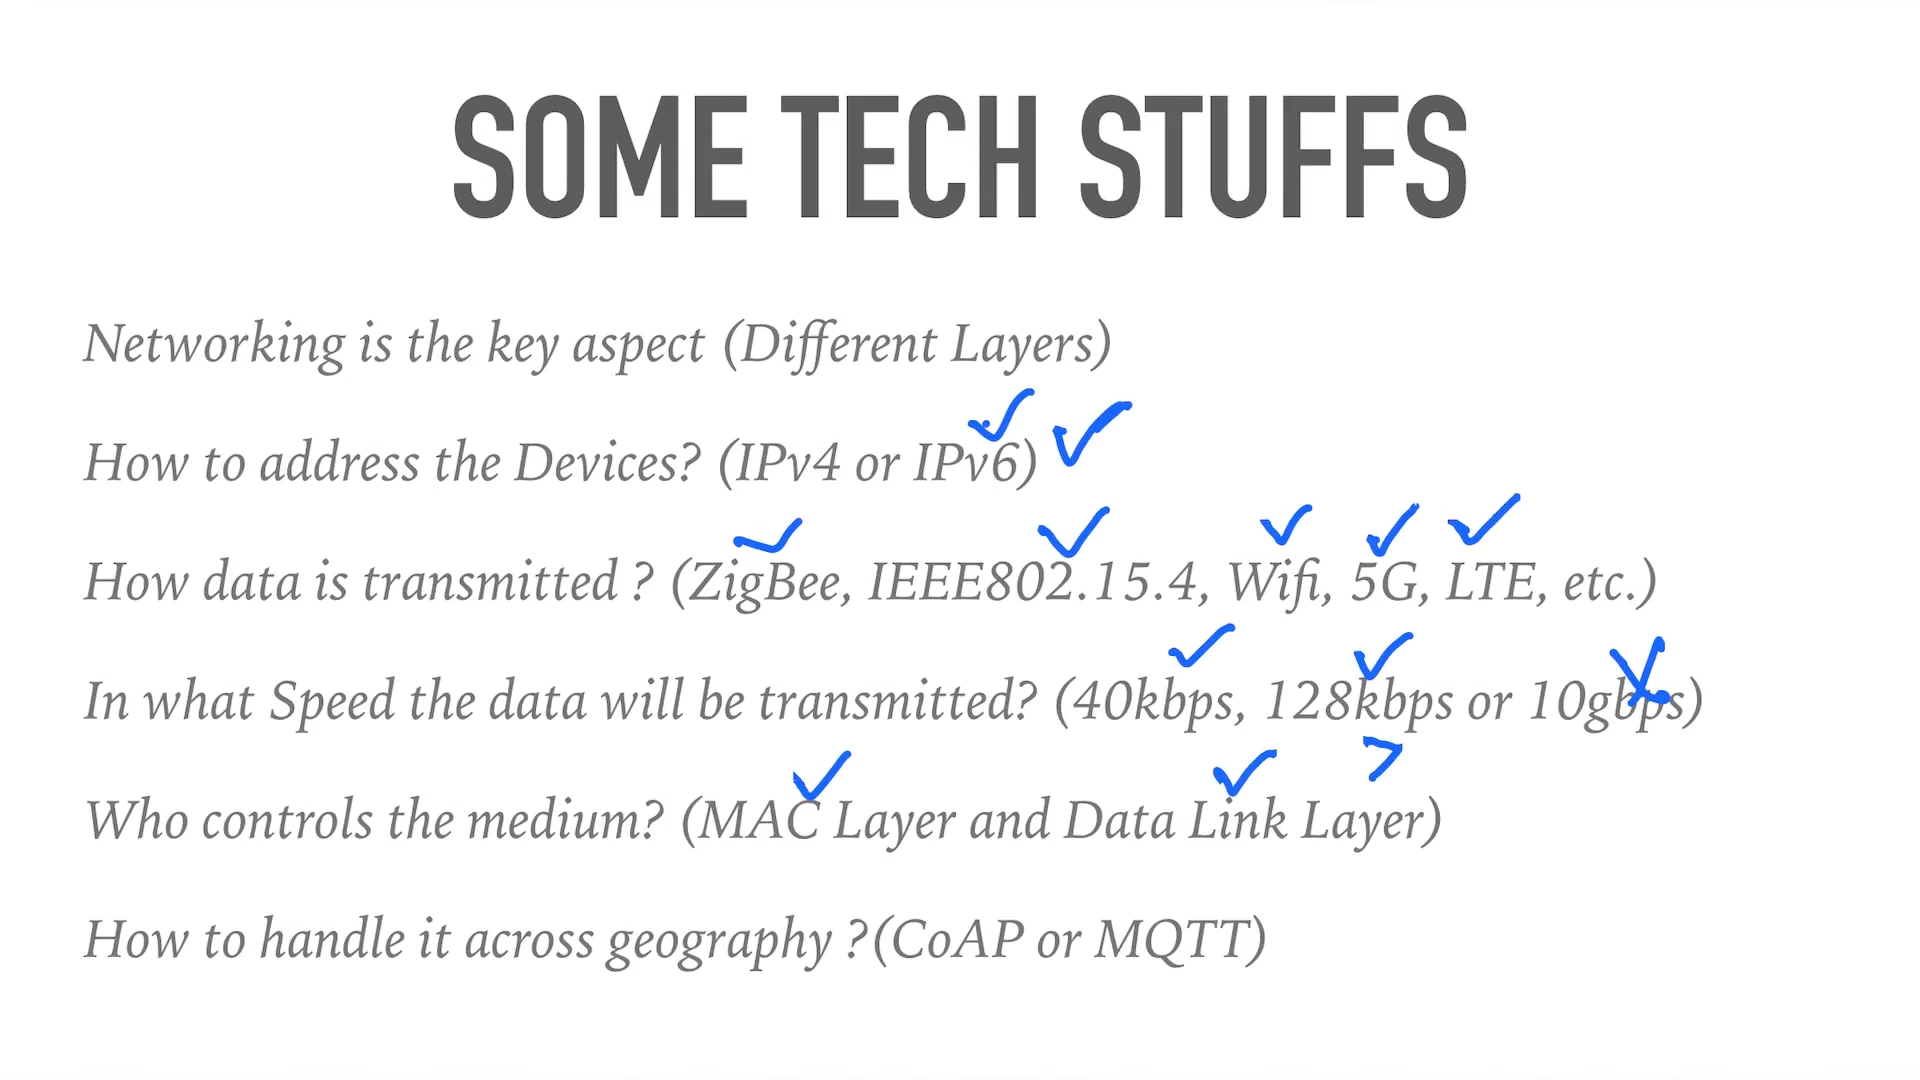 SOME TECH STUFFS
Networking is the key aspect (Different Layers)
How to address the Devices? (IPv4 or IPv6)
How data is transmitted ? (ZigBee, IEEE802.15.4, Wifi, 5G, LTE, etc.)
In what Speed the data will be transmitted? (40kbps, 128kbps or 10gbps)
Who controls the medium? (MAC Layer and Data Link Layer)
How to handle it across geography ?(CoAP or MQTT)